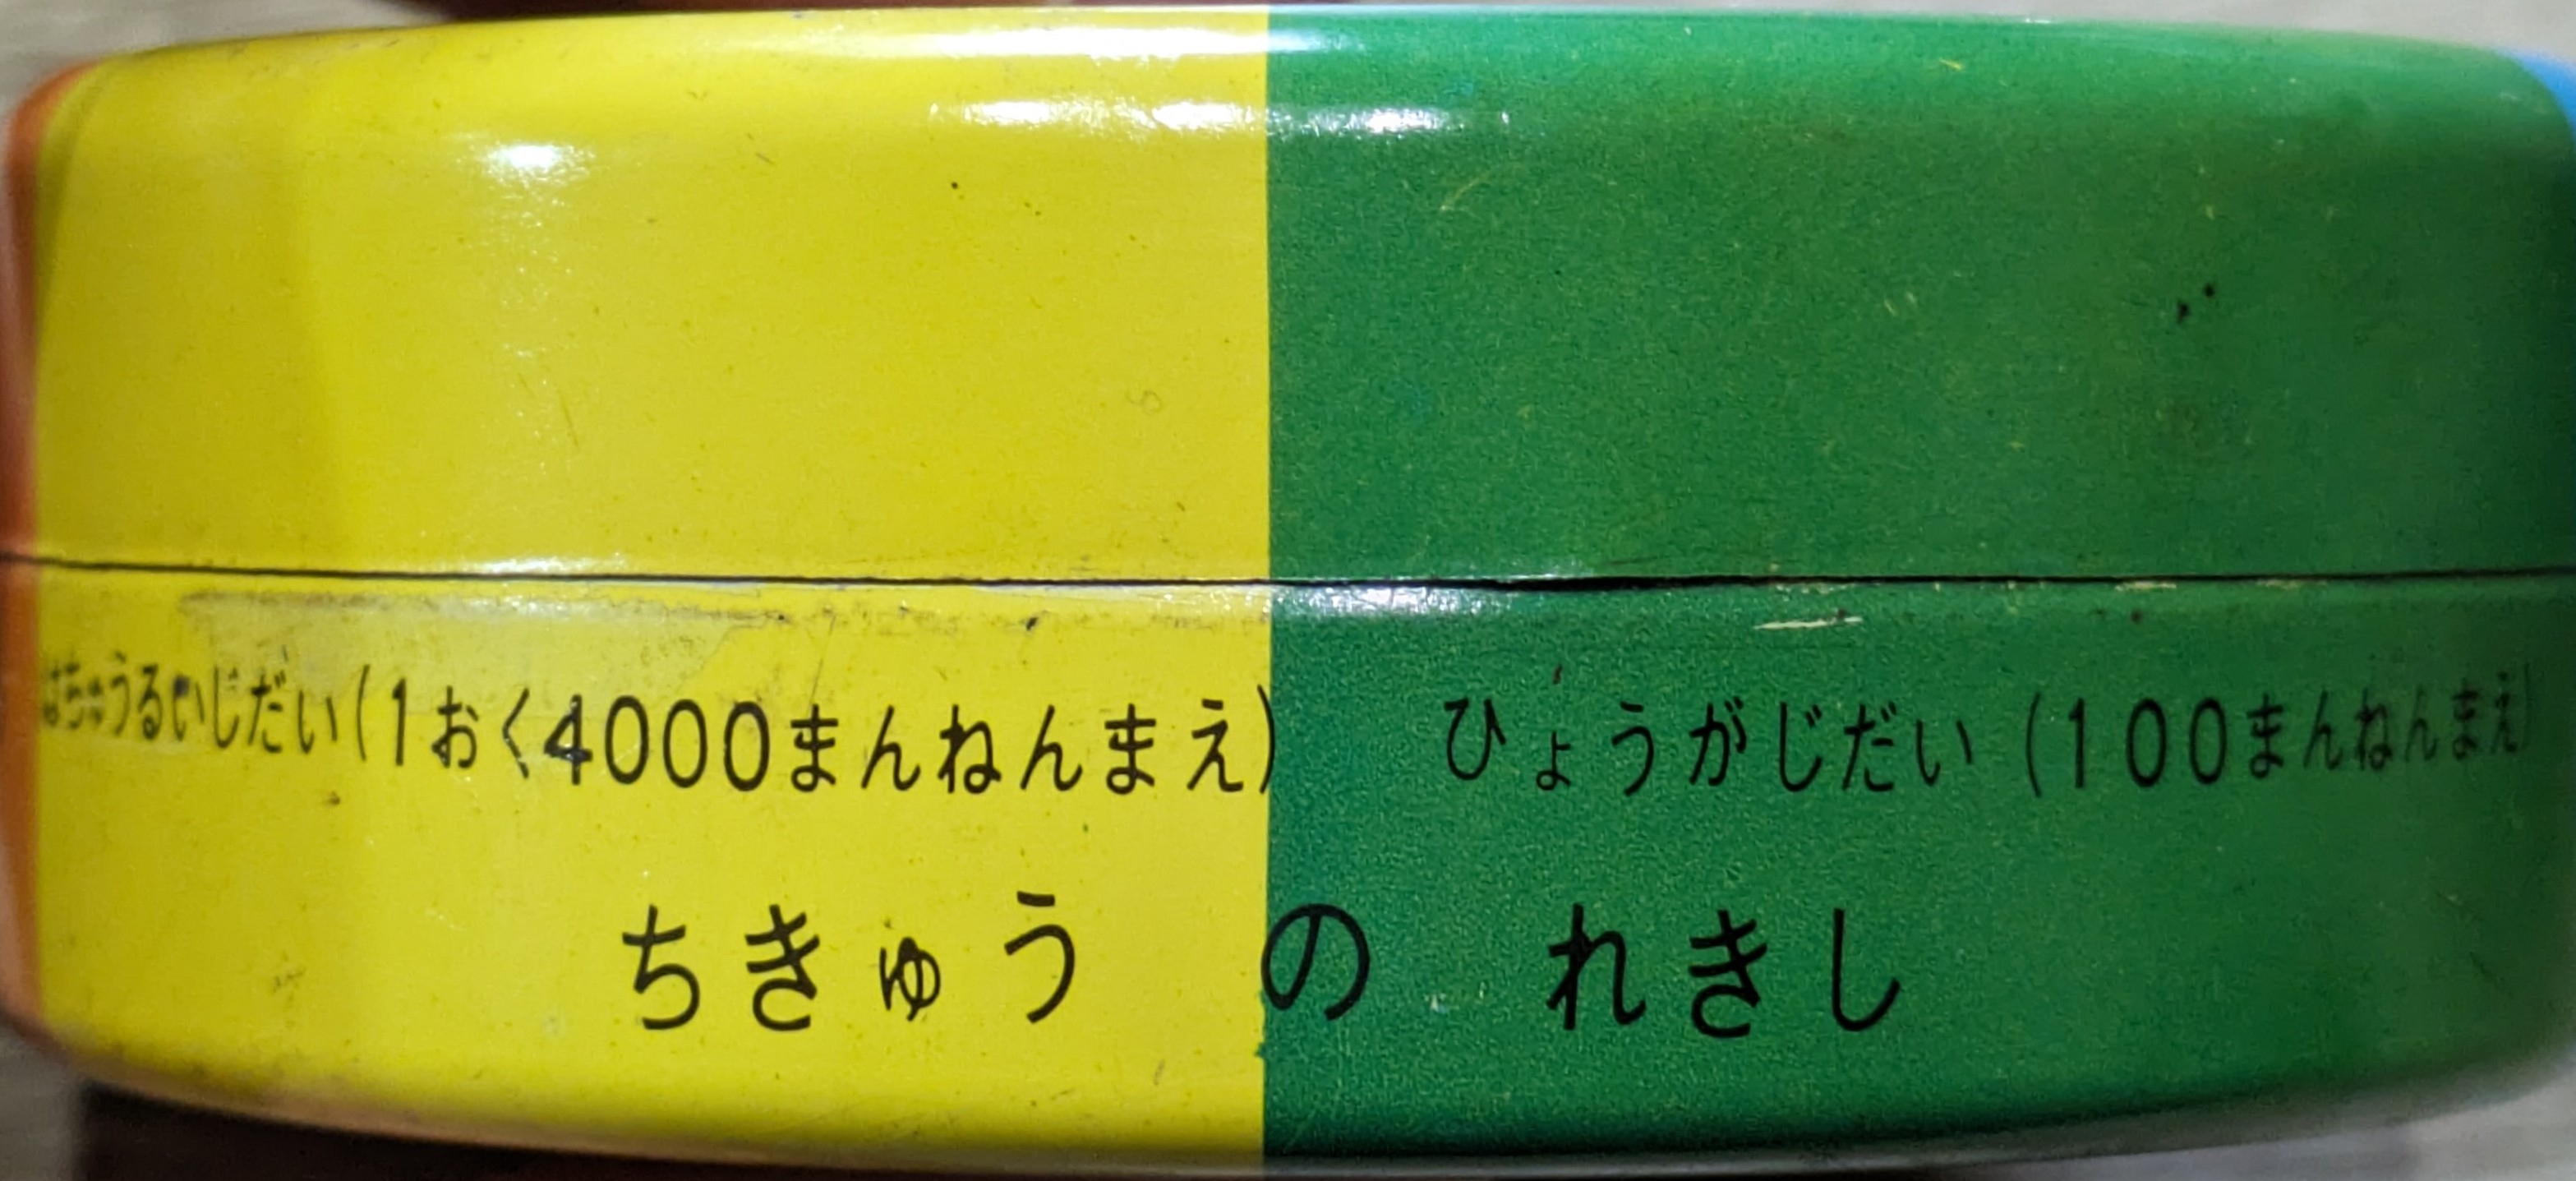 はちゅうるいじだい(1おく4000まんねんまえ) ひょうがじだい(100まんねんまえ)
ちきゅう の れきし